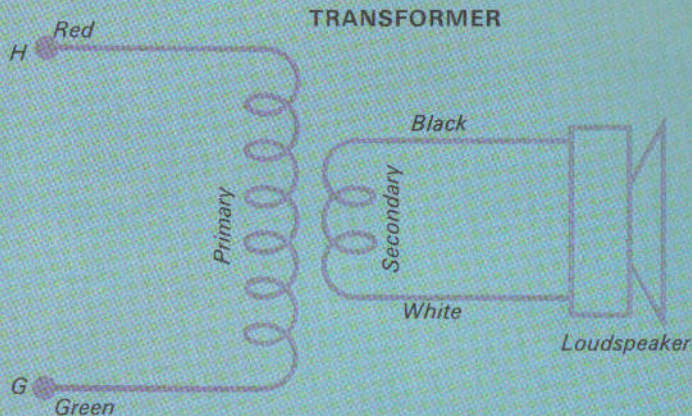 TRANSFORMER
Red
H
Black
Primary
Secondary
White
Loudspeaker
G
Green